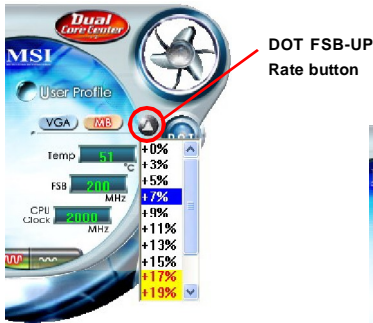 Dual
Core Center
MSI
DOT FSB-UP
Rate button
User Profile
VGA MB
DOT
Temp 51 °C
FSB 200 MHz
CPU Clock 2000 MHz
+0%
+3%
+5%
+7%
+9%
+11%
+13%
+15%
+17%
+19%